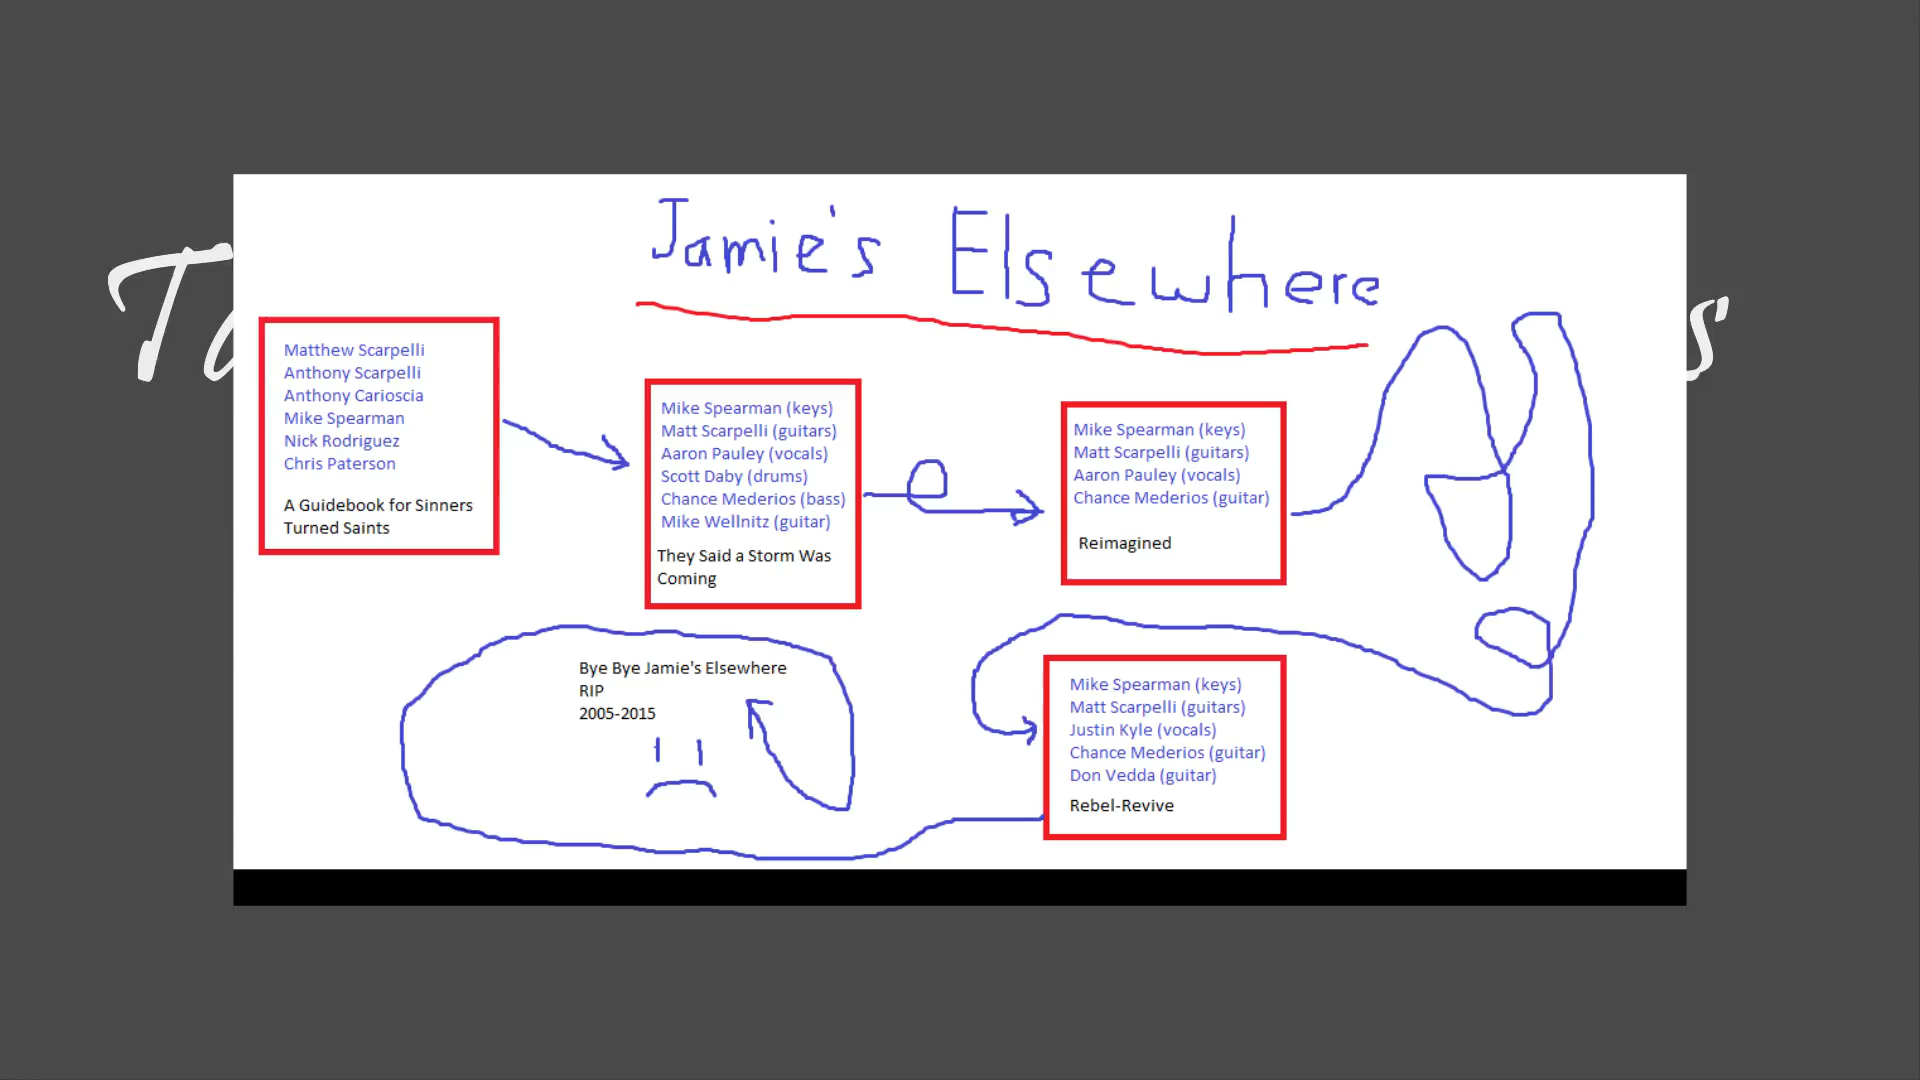 Jamie's Elsewhere
Matthew Scarpelli
Anthony Scarpelli
Anthony Carioscia
Mike Spearman
Nick Rodriguez
Chris Paterson
A Guidebook for Sinners
Turned Saints
Mike Spearman (keys)
Matt Scarpelli (guitars)
Aaron Pauley (vocals)
Scott Daby (drums)
Chance Mederios (bass)
Mike Wellnitz (guitar)
They Said a Storm Was
Coming
Mike Spearman (keys)
Matt Scarpelli (guitars)
Aaron Pauley (vocals)
Chance Mederios (guitar)
Reimagined
Mike Spearman (keys)
Matt Scarpelli (guitars)
Justin Kyle (vocals)
Chance Mederios (guitar)
Don Vedda (guitar)
Rebel-Revive
Bye Bye Jamie's Elsewhere
RIP
2005-2015